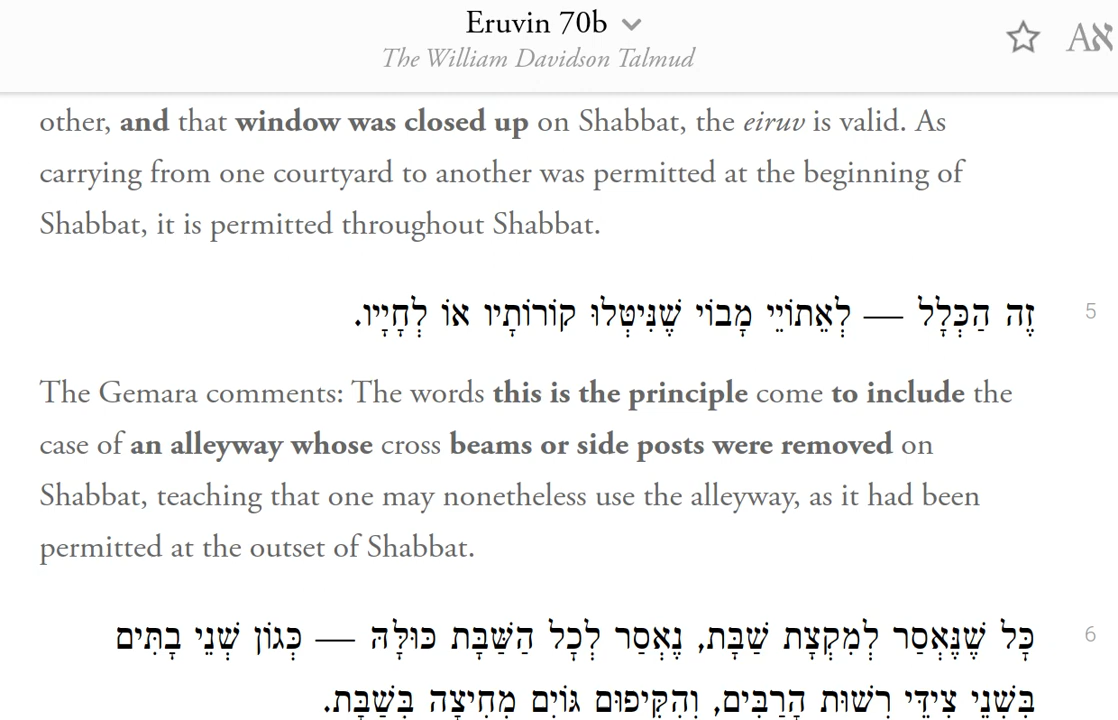 Eruvin 70b
The William Davidson Talmud
Aא
other, and that window was closed up on Shabbat, the eiruv is valid. As
carrying from one courtyard to another was permitted at the beginning of
Shabbat, it is permitted throughout Shabbat.
זֶה הַכְּלָל — לְאֵתוֹיֵי מָבוֹי שֶׁנִּיטְּלוּ קוֹרוֹתָיו אוֹ לְחָיָיו.
5
The Gemara comments: The words this is the principle come to include the
case of an alleyway whose cross beams or side posts were removed on
Shabbat, teaching that one may nonetheless use the alleyway, as it had been
permitted at the outset of Shabbat.
כׇּל שֶׁנֶּאֱסַר לְמִקְצָת שַׁבָּת, נֶאֱסַר לְכׇל הַשַּׁבָּת כּוּלָּהּ — כְּגוֹן שְׁנֵי בָתִּים
6
בִּשְׁנֵי צִידֵּי רְשׁוּת הָרַבִּים, וְהִקִּיפוּם גּוֹיִם מְחִיצָה בְּשַׁבָּת.